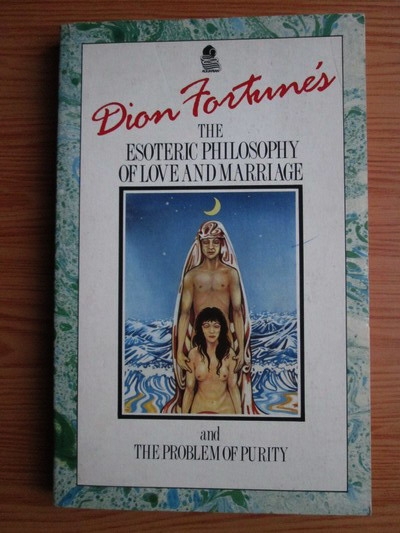 Dion Fortune's
THE
ESOTERIC PHILOSOPHY
OF LOVE AND MARRIAGE
and
THE PROBLEM OF PURITY